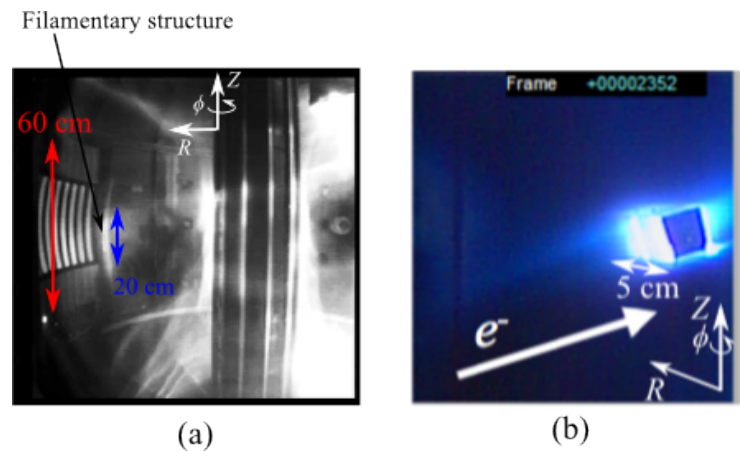 Filamentary structure
60 cm
Z
ϕ
R
20 cm
(a)
Frame +00002352
5 cm
e-
Z
ϕ
R
(b)